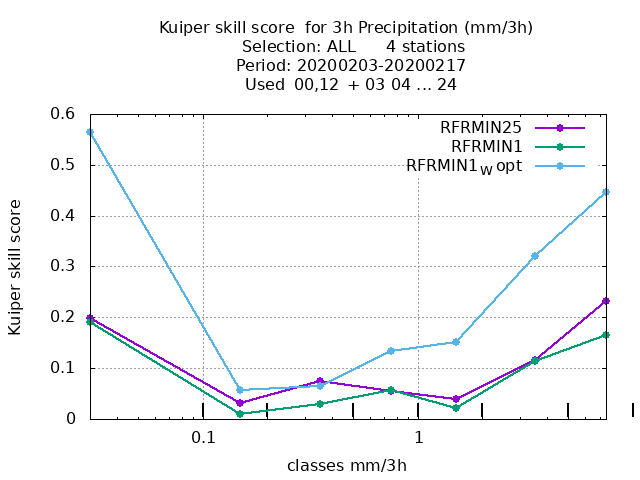 Kuiper skill score  for 3h Precipitation (mm/3h)
Selection: ALL      4 stations
Period: 20200203-20200217
Used  00,12  + 03 04 ... 24
0.6
0.5
0.4
0.3
0.2
0.1
0
Kuiper skill score
RFRMIN25
RFRMIN1
RFRMIN1W opt
0.1
1
classes mm/3h